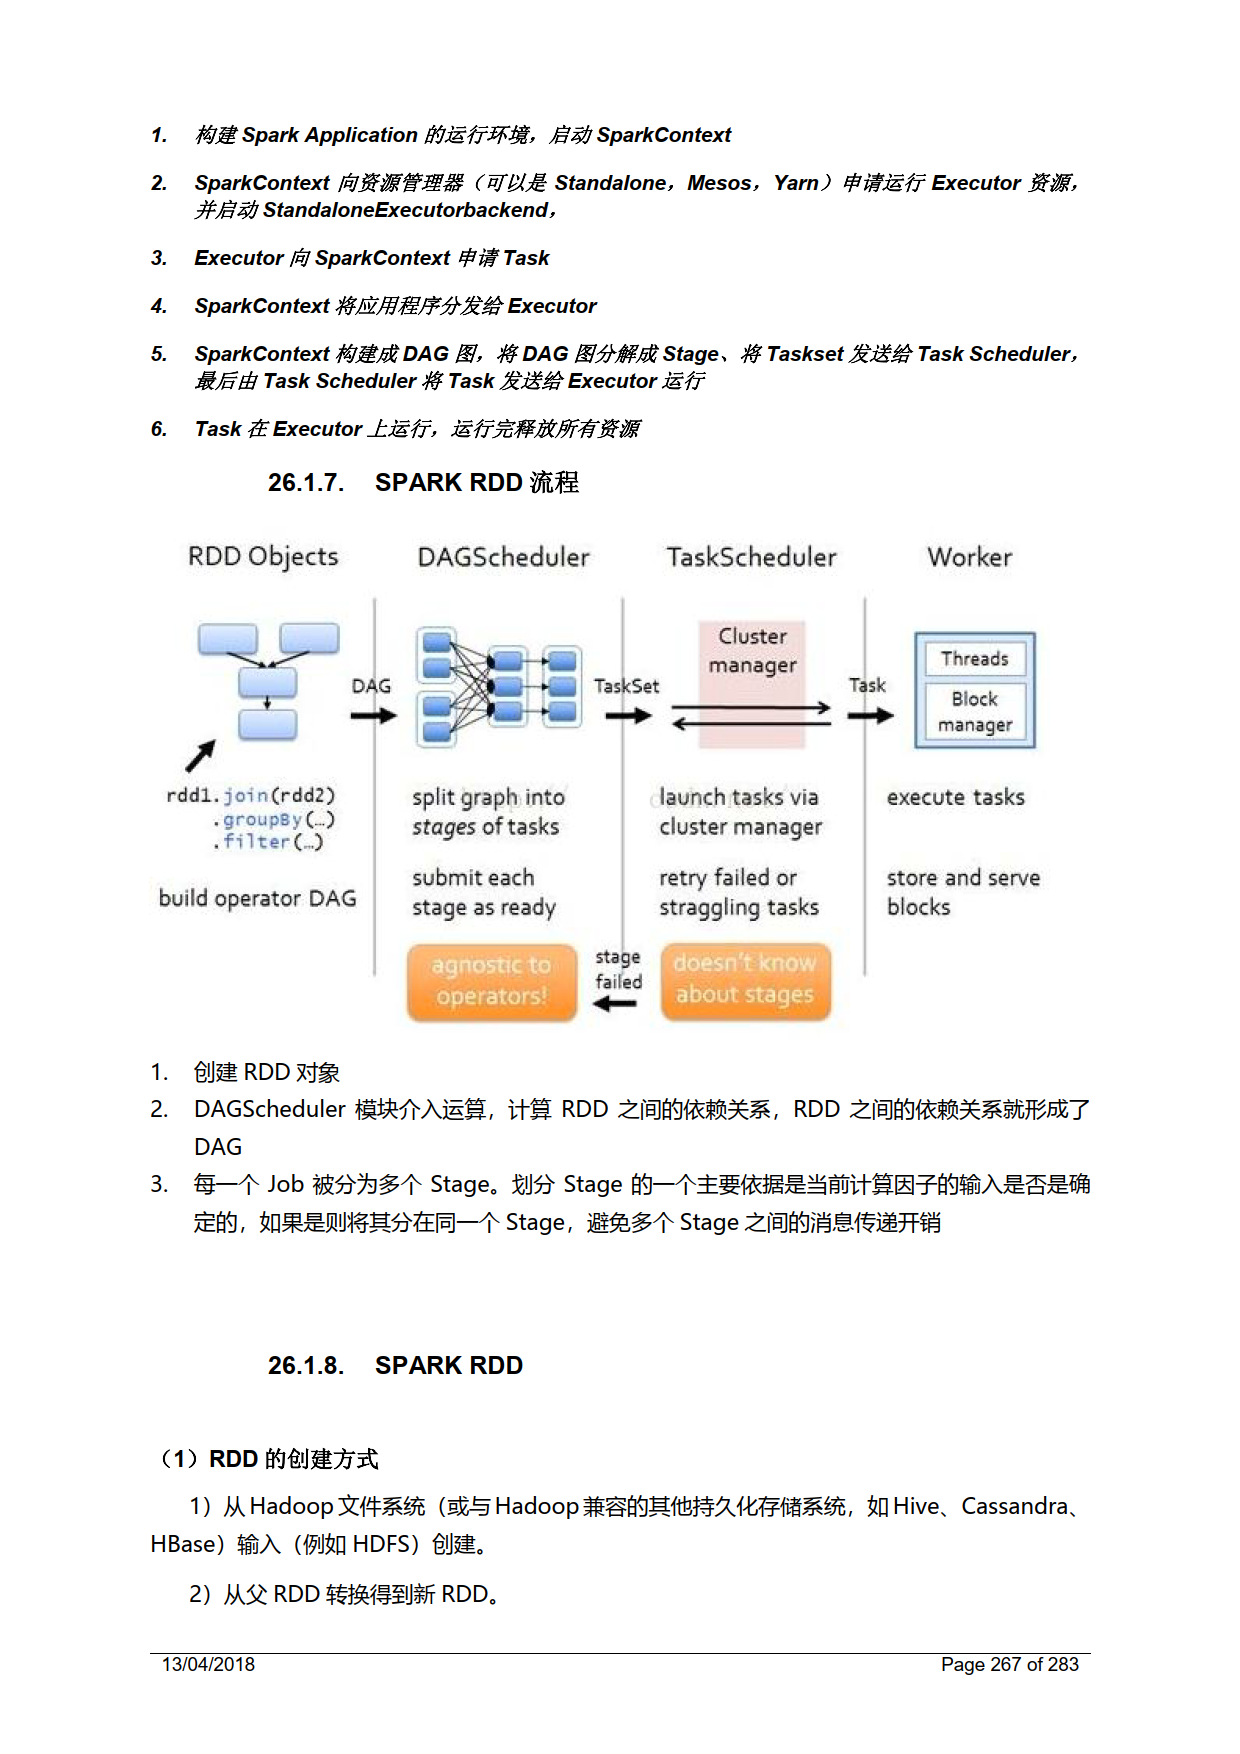 1. 构建 Spark Application 的运行环境，启动 SparkContext
2. SparkContext 向资源管理器（可以是 Standalone，Mesos，Yarn）申请运行 Executor 资源，
并启动 StandaloneExecutorbackend，
3. Executor 向 SparkContext 申请 Task
4. SparkContext 将应用程序分发给 Executor
5. SparkContext 构建成 DAG 图，将 DAG 图分解成 Stage、将 Taskset 发送给 Task Scheduler，
最后由 Task Scheduler 将 Task 发送给 Executor 运行
6. Task 在 Executor 上运行，运行完释放所有资源
26.1.7. SPARK RDD 流程
RDD Objects
DAGScheduler
TaskScheduler
Worker
DAG
TaskSet
Cluster
manager
Task
Threads
Block
manager
rdd1.join(rdd2)
.groupBy(…)
.filter(…)
build operator DAG
split graph into
stages of tasks
submit each
stage as ready
agnostic to
operators!
stage
failed
launch tasks via
cluster manager
retry failed or
straggling tasks
doesn't know
about stages
execute tasks
store and serve
blocks
1. 创建 RDD 对象
2. DAGScheduler 模块介入运算，计算 RDD 之间的依赖关系，RDD 之间的依赖关系就形成了
DAG
3. 每一个 Job 被分为多个 Stage。划分 Stage 的一个主要依据是当前计算因子的输入是否是确
定的，如果是则将其分在同一个 Stage，避免多个 Stage 之间的消息传递开销
26.1.8. SPARK RDD
（1）RDD 的创建方式
1）从 Hadoop 文件系统（或与 Hadoop 兼容的其他持久化存储系统，如 Hive、Cassandra、
HBase）输入（例如 HDFS）创建。
2）从父 RDD 转换得到新 RDD。
13/04/2018
Page 267 of 283